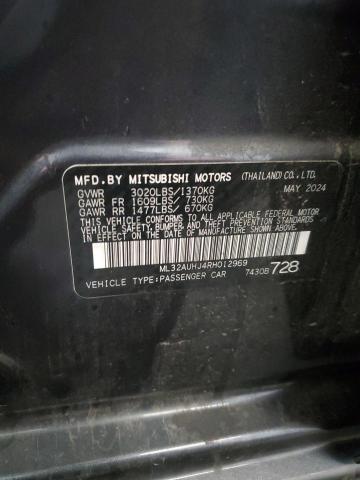 MFD.BY MITSUBISHI MOTORS (THAILAND) CO., LTD.
GVWR 3020LBS/1370KG MAY 2024
GAWR FR 1609LBS/ 730KG
GAWR RR 1477LBS/ 670KG
THIS VEHICLE CONFORMS TO ALL APPLICABLE FEDERAL MOTOR
VEHICLE SAFETY, BUMPER, AND THEFT PREVENTION STANDARDS
IN EFFECT ON THE DATE OF MANUFACTURE SHOWN ABOVE.
ML32AUHJ4RH012969
VEHICLE TYPE:PASSENGER CAR 7430B 728